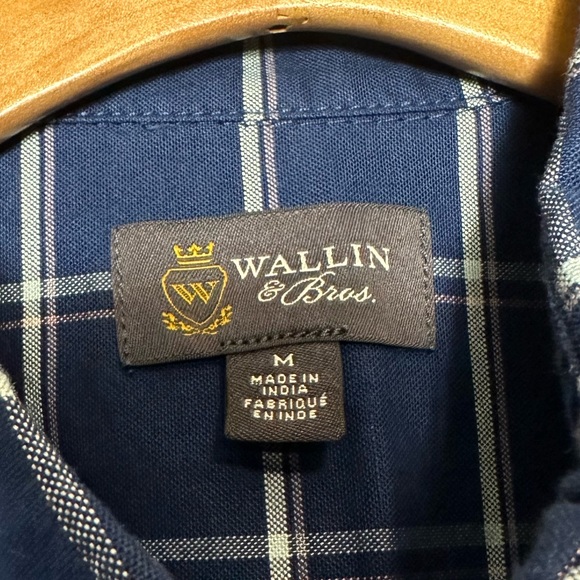 W
WALLIN
& Bros.
M
MADE IN
INDIA
FABRIQUÉ
EN INDE